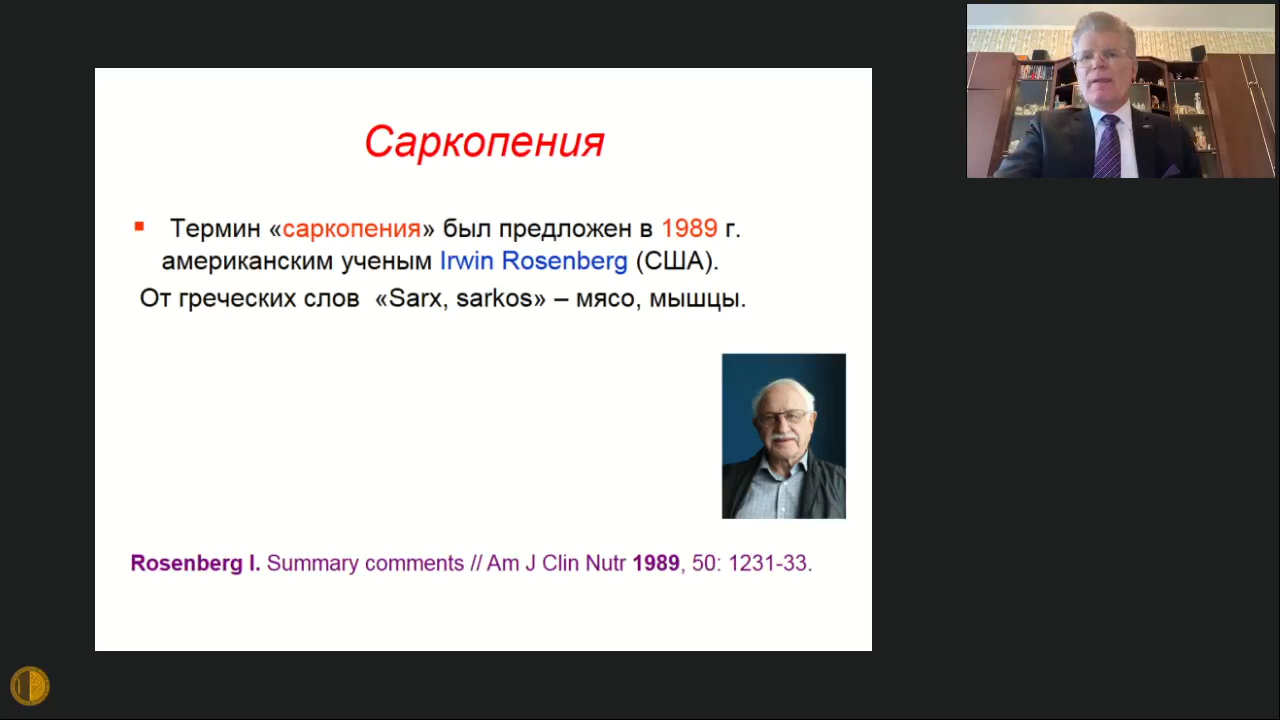 Саркопения
Термин «саркопения» был предложен в 1989 г.
американским ученым Irwin Rosenberg (США).
От греческих слов «Sarx, sarkos» – мясо, мышцы.
Rosenberg I. Summary comments // Am J Clin Nutr 1989, 50: 1231-33.